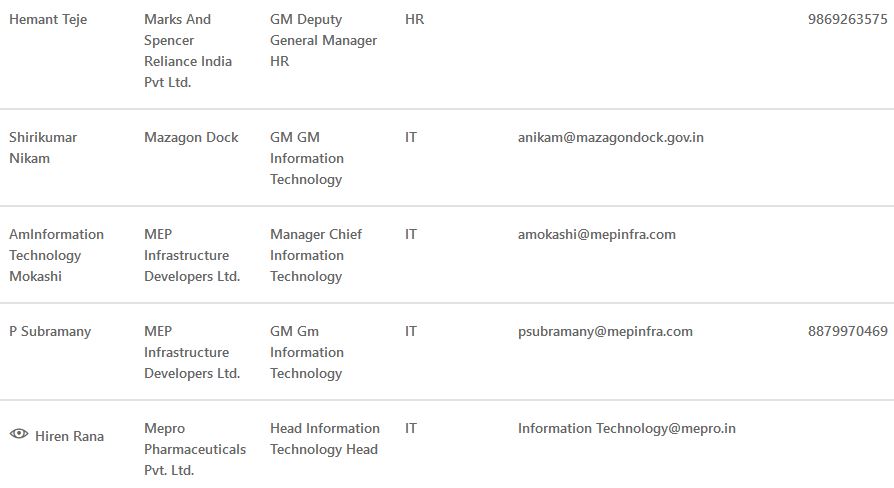 Hemant Teje Marks And GM Deputy HR 9869263575
Spencer General Manager
Reliance India HR
Pvt Ltd.
Shirikumar Mazagon Dock GM GM IT anikam@mazagondock.gov.in
Nikam Information
Technology
AmInformation MEP Manager Chief IT amokashi@mepinfra.com
Technology Infrastructure Information
Mokashi Developers Ltd. Technology
P Subramany MEP GM Gm IT psubramany@mepinfra.com 8879970469
Infrastructure Information
Developers Ltd. Technology
Hiren Rana Mepro Head Information IT Information Technology@mepro.in
Pharmaceuticals Technology Head
Pvt. Ltd.